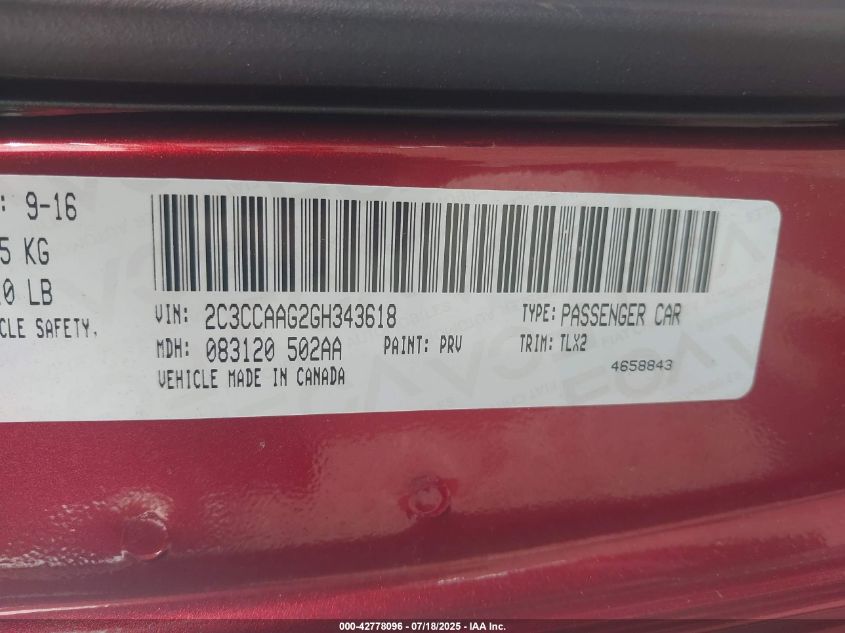 : 9-16
5 KG
0 LB
CLE SAFETY,
VIN: 2C3CCAAG2GH343618
TYPE: PASSENGER CAR
MDH: 083120 502AA
PAINT: PRV
TRIM: TLX2
VEHICLE MADE IN CANADA
4658843
000-42778096 - 07/18/2025 - IAA Inc.